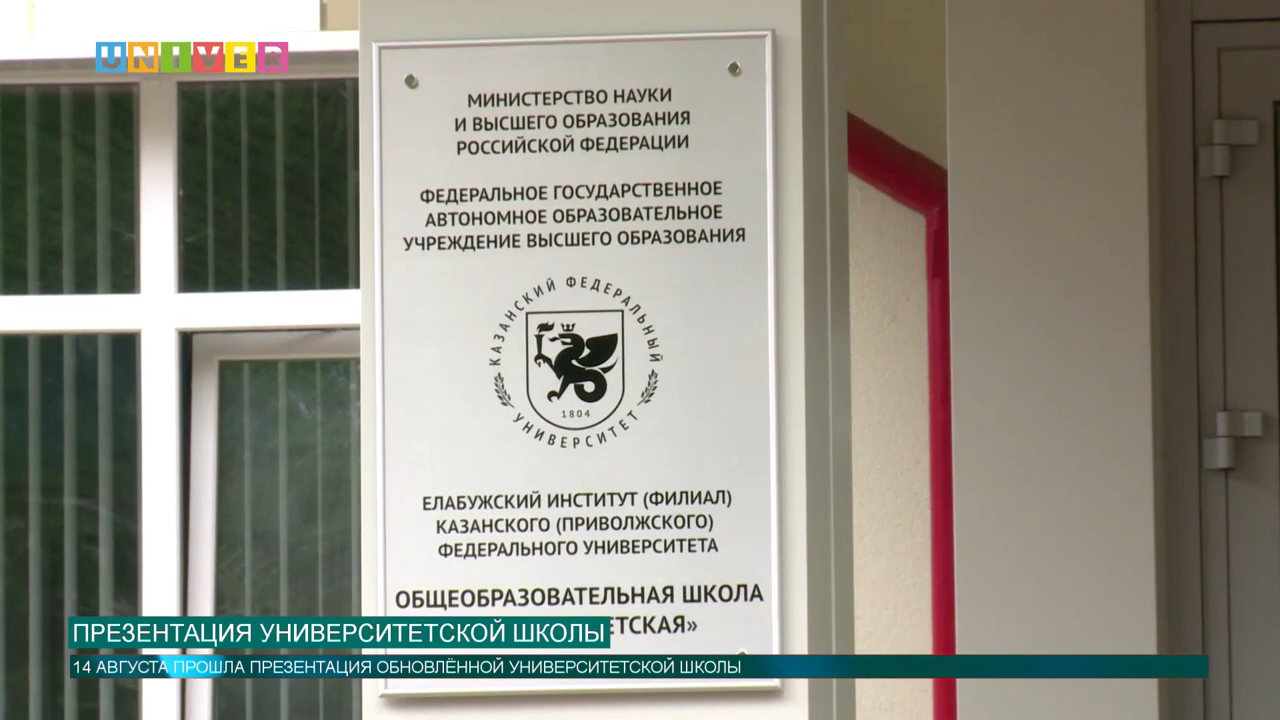 UNIVER
МИНИСТЕРСТВО НАУКИ
И ВЫСШЕГО ОБРАЗОВАНИЯ
РОССИЙСКОЙ ФЕДЕРАЦИИ
ФЕДЕРАЛЬНОЕ ГОСУДАРСТВЕННОЕ
АВТОНОМНОЕ ОБРАЗОВАТЕЛЬНОЕ
УЧРЕЖДЕНИЕ ВЫСШЕГО ОБРАЗОВАНИЯ
КАЗАНСКИЙ ФЕДЕРАЛЬНЫЙ
1804
УНИВЕРСИТЕТ
ЕЛАБУЖСКИЙ ИНСТИТУТ (ФИЛИАЛ)
КАЗАНСКОГО (ПРИВОЛЖСКОГО)
ФЕДЕРАЛЬНОГО УНИВЕРСИТЕТА
ОБЩЕОБРАЗОВАТЕЛЬНАЯ ШКОЛА
ПРЕЗЕНТАЦИЯ УНИВЕРСИТЕТСКОЙ ШКОЛЫ
14 АВГУСТА ПРОШЛА ПРЕЗЕНТАЦИЯ ОБНОВЛЁННОЙ УНИВЕРСИТЕТСКОЙ ШКОЛЫ